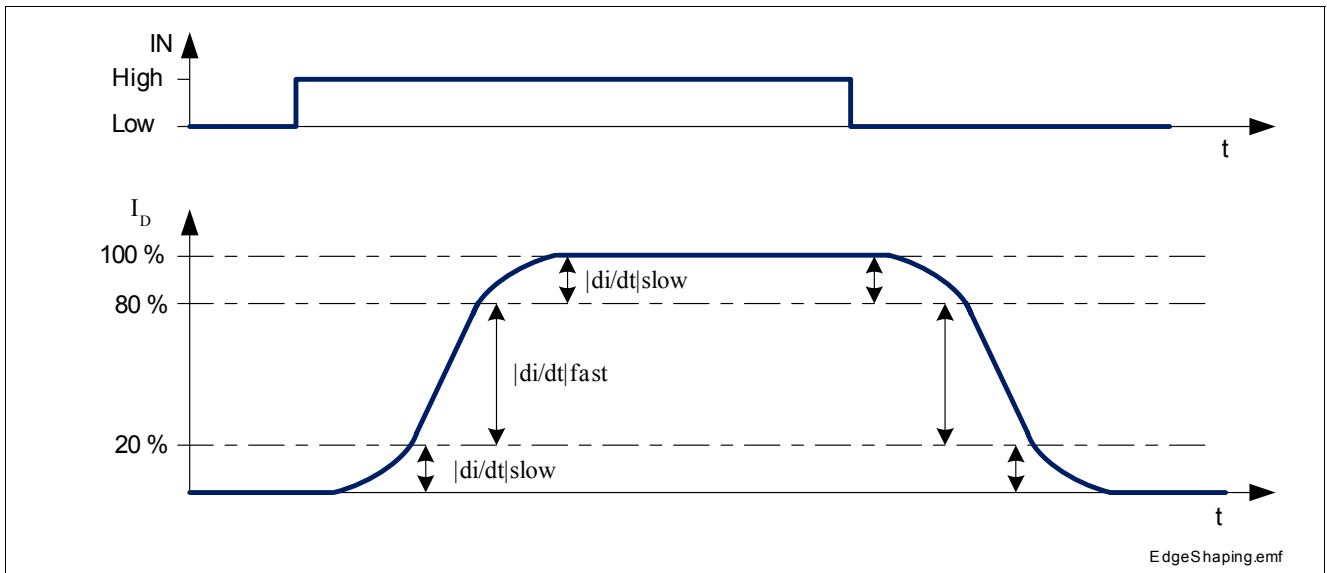 IN
High
Low
t
I_D
100 %
|di/dt|slow
80 %
|di/dt|fast
20 %
|di/dt|slow
t
EdgeShaping.emf